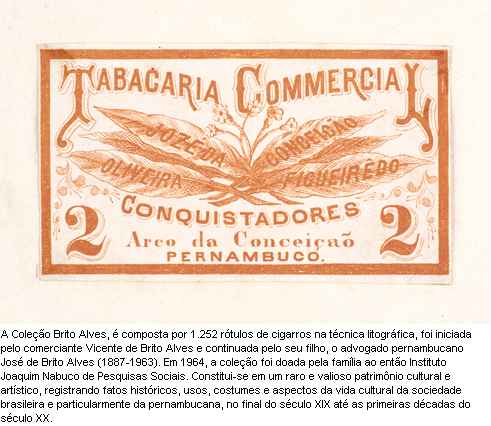 TABACARIA COMMERCIAL
JOZÉ DA CONCEIÇÃO
OLIVEIRA FIGUEIRÊDO
CONQUISTADORES
2 Arco da Conceiçaõ 2
PERNAMBUCO.
A Coleção Brito Alves, é composta por 1.252 rótulos de cigarros na técnica litográfica, foi iniciada
pelo comerciante Vicente de Brito Alves e continuada pelo seu filho, o advogado pernambucano
José de Brito Alves (1887-1963). Em 1964, a coleção foi doada pela família ao então Instituto
Joaquim Nabuco de Pesquisas Sociais. Constitui-se em um raro e valioso patrimônio cultural e
artístico, registrando fatos históricos, usos, costumes e aspectos da vida cultural da sociedade
brasileira e particularmente da pernambucana, no final do século XIX até as primeiras décadas do
século XX.